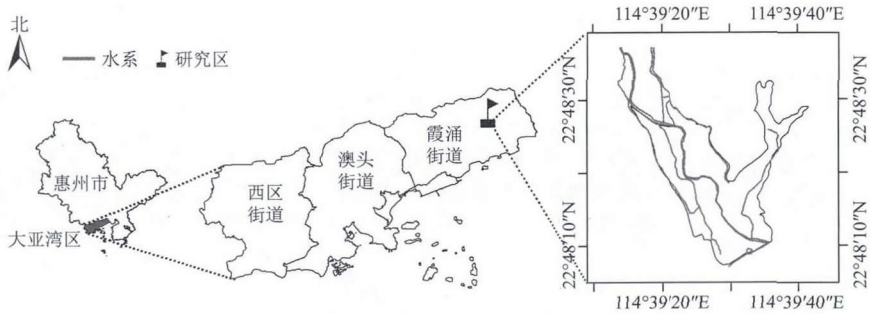 北
水系
研究区
惠州市
大亚湾区
西区
街道
澳头
街道
霞涌
街道
114°39′20″E
114°39′40″E
22°48′30″N
22°48′10″N
22°48′30″N
22°48′10″N
114°39′20″E
114°39′40″E